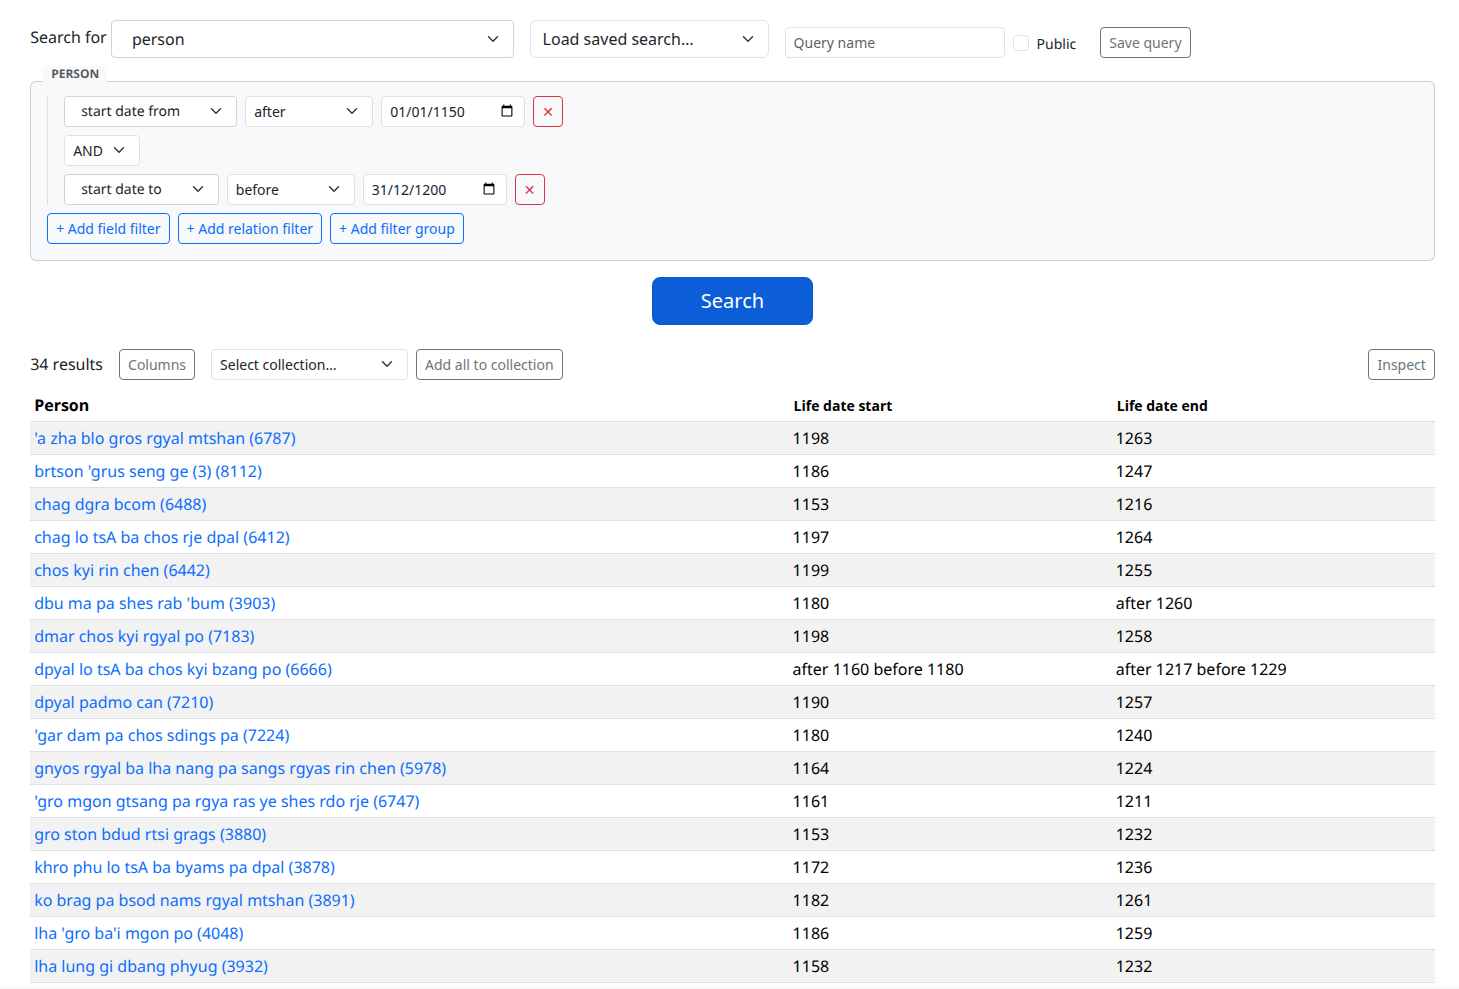 Search for person Load saved search... Query name Public Save query
PERSON
start date from after 01/01/1150 ×
AND
start date to before 31/12/1200 ×
+ Add field filter + Add relation filter + Add filter group
Search
34 results Columns Select collection... Add all to collection Inspect
Person Life date start Life date end
'a zha blo gros rgyal mtshan (6787) 1198 1263
brtson 'grus seng ge (3) (8112) 1186 1247
chag dgra bcom (6488) 1153 1216
chag lo tsA ba chos rje dpal (6412) 1197 1264
chos kyi rin chen (6442) 1199 1255
dbu ma pa shes rab 'bum (3903) 1180 after 1260
dmar chos kyi rgyal po (7183) 1198 1258
dpyal lo tsA ba chos kyi bzang po (6666) after 1160 before 1180 after 1217 before 1229
dpyal padmo can (7210) 1190 1257
'gar dam pa chos sdings pa (7224) 1180 1240
gnyos rgyal ba lha nang pa sangs rgyas rin chen (5978) 1164 1224
'gro mgon gtsang pa rgya ras ye shes rdo rje (6747) 1161 1211
gro ston bdud rtsi grags (3880) 1153 1232
khro phu lo tsA ba byams pa dpal (3878) 1172 1236
ko brag pa bsod nams rgyal mtshan (3891) 1182 1261
lha 'gro ba'i mgon po (4048) 1186 1259
lha lung gi dbang phyug (3932) 1158 1232